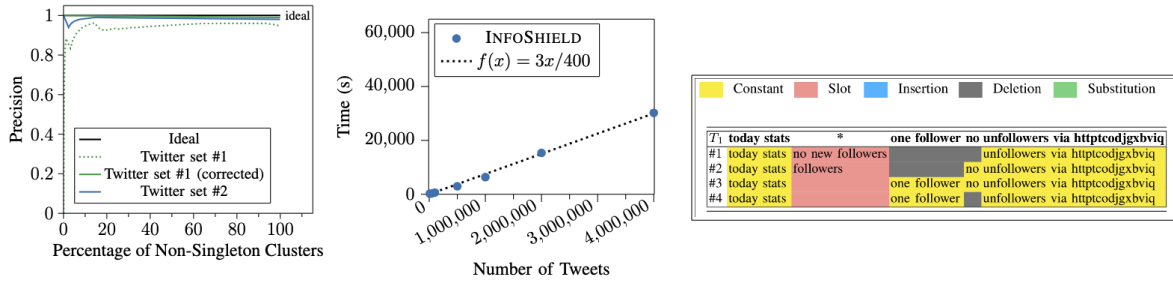 1
ideal
0.8
0.6
0.4
0.2
0
Precision
Ideal
Twitter set #1
Twitter set #1 (corrected)
Twitter set #2
0 20 40 60 80 100
Percentage of Non-Singleton Clusters
60,000
40,000
20,000
0
Time (s)
INFOSHIELD
f(x) = 3x/400
0
1,000,000
2,000,000
3,000,000
4,000,000
Number of Tweets
Constant Slot Insertion Deletion Substitution
T1 today stats * one follower no unfollowers via httptcodjgxbviq
#1 today stats no new followers unfollowers via httptcodjgxbviq
#2 today stats followers no unfollowers via httptcodjgxbviq
#3 today stats one follower no unfollowers via httptcodjgxbviq
#4 today stats one follower unfollowers via httptcodjgxbviq